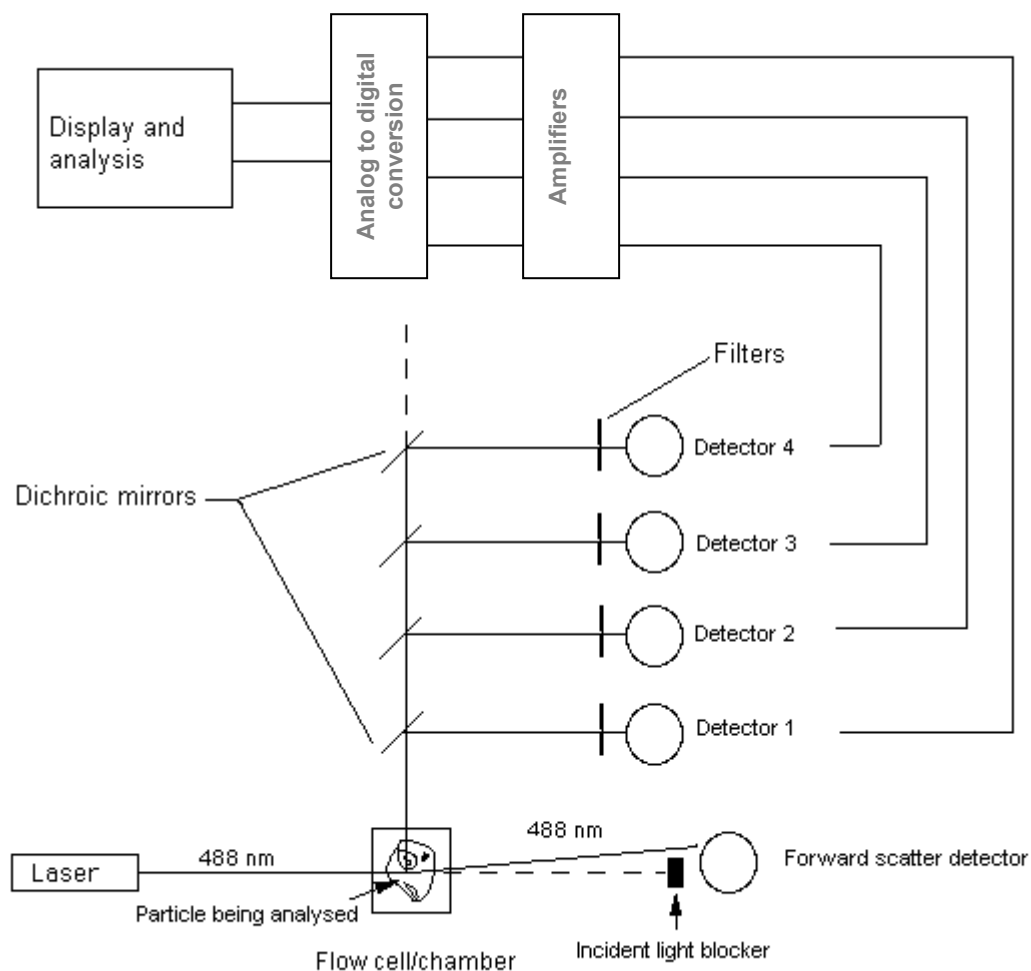 Display and
analysis
Analog to digital
conversion
Amplifiers
Filters
Detector 4
Dichroic mirrors
Detector 3
Detector 2
Detector 1
488 nm
488 nm
Laser
Forward scatter detector
Particle being analysed
Incident light blocker
Flow cell/chamber